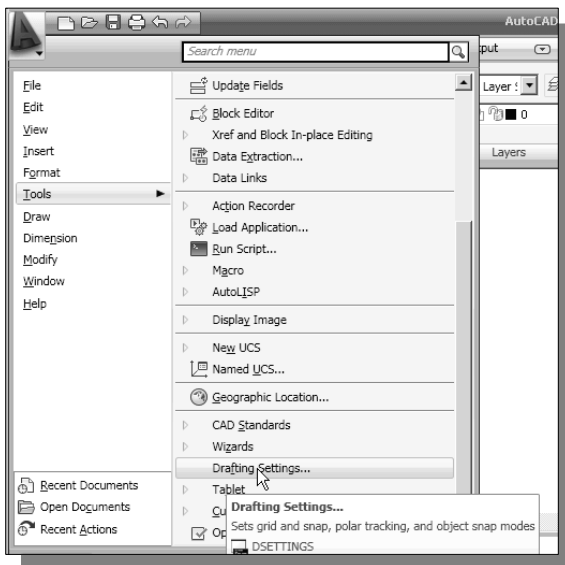 AutoCAD
Search menu
put
File
Edit
View
Insert
Format
Tools
Draw
Dimension
Modify
Window
Help
Recent Documents
Open Documents
Recent Actions
Update Fields
Block Editor
Xref and Block In-place Editing
Data Extraction...
Data Links
Action Recorder
Load Application...
Run Script...
Macro
AutoLISP
Display Image
New UCS
Named UCS...
Geographic Location...
CAD Standards
Wizards
Drafting Settings...
Tablet
Cu
Op
Drafting Settings...
Sets grid and snap, polar tracking, and object snap modes
DSETTINGS
Layer S
0
Layers